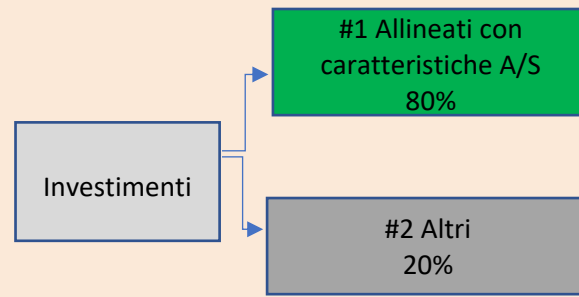 #1 Allineati con
caratteristiche A/S
80%
Investimenti
#2 Altri
20%